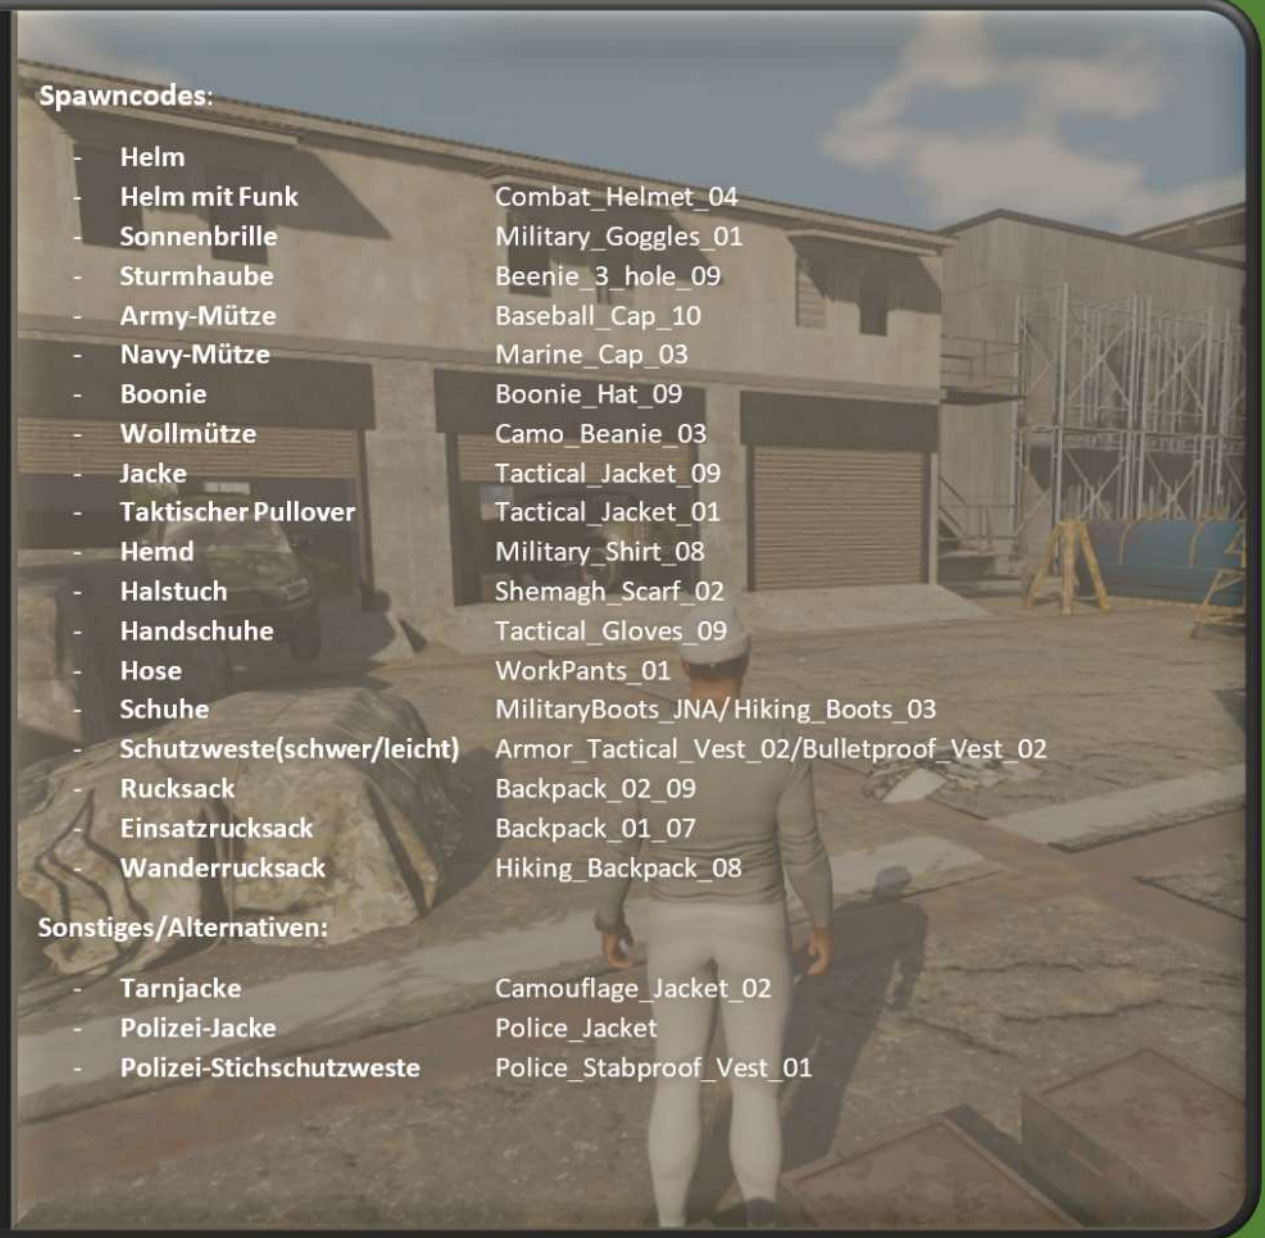 Spawncodes:
- Helm
- Helm mit Funk Combat_Helmet_04
- Sonnenbrille Military_Goggles_01
- Sturmhaube Beenie_3_hole_09
- Army-Mütze Baseball_Cap_10
- Navy-Mütze Marine_Cap_03
- Boonie Boonie_Hat_09
- Wollmütze Camo_Beanie_03
- Jacke Tactical_Jacket_09
- Taktischer Pullover Tactical_Jacket_01
- Hemd Military_Shirt_08
- Halstuch Shemagh_Scarf_02
- Handschuhe Tactical_Gloves_09
- Hose WorkPants_01
- Schuhe MilitaryBoots_JNA/Hiking_Boots_03
- Schutzweste(schwer/leicht) Armor_Tactical_Vest_02/Bulletproof_Vest_02
- Rucksack Backpack_02_09
- Einsatzrucksack Backpack_01_07
- Wanderrucksack Hiking_Backpack_08
Sonstiges/Alternativen:
- Tarnjacke Camouflage_Jacket_02
- Polizei-Jacke Police_Jacket
- Polizei-Stichschutzweste Police_Stabproof_Vest_01